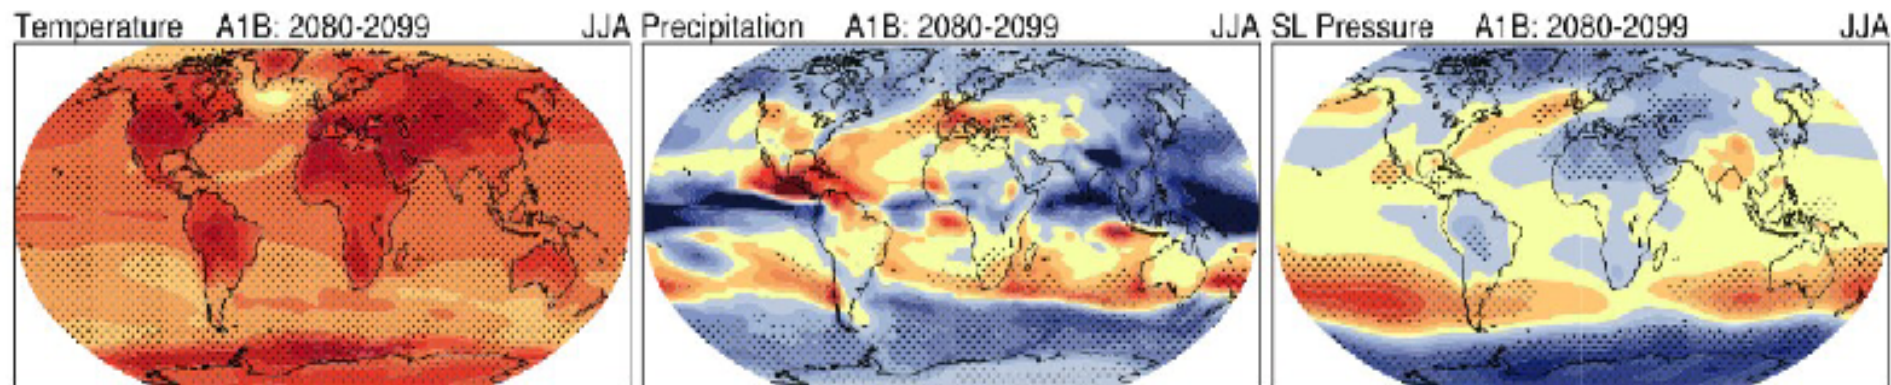 Temperature A1B: 2080-2099 JJA
Precipitation A1B: 2080-2099 JJA
SL Pressure A1B: 2080-2099 JJA